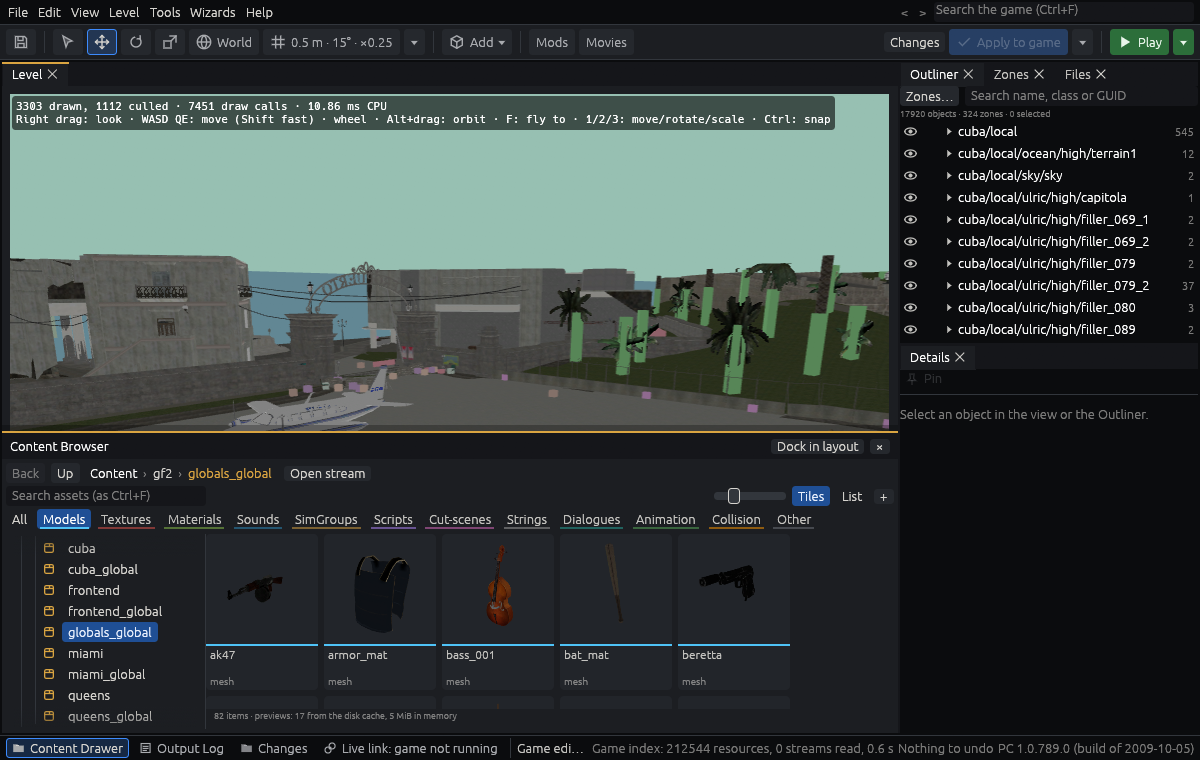 File Edit View Level Tools Wizards Help
< > Search the game (Ctrl+F)
World 0.5 m · 15° · ×0.25 Add Mods Movies Changes Apply to game Play
Level
Outliner Zones Files
Zones... Search name, class or GUID
17920 objects · 324 zones · 0 selected
3303 drawn, 1112 culled · 7451 draw calls · 10.86 ms CPU
Right drag: look · WASD QE: move (Shift fast) · wheel · Alt+drag: orbit · F: fly to · 1/2/3: move/rotate/scale · Ctrl: snap
cuba/local 545
cuba/local/ocean/high/terrain1 12
cuba/local/sky/sky 2
cuba/local/ulric/high/capitola 1
cuba/local/ulric/high/filler_069_1 2
cuba/local/ulric/high/filler_069_2 2
cuba/local/ulric/high/filler_079 2
cuba/local/ulric/high/filler_079_2 37
cuba/local/ulric/high/filler_080 3
cuba/local/ulric/high/filler_089 2
Details
Pin
Select an object in the view or the Outliner.
Content Browser Dock in layout ×
Back Up Content › gf2 › globals_global Open stream
Search assets (as Ctrl+F) Tiles List +
All Models Textures Materials Sounds SimGroups Scripts Cut-scenes Strings Dialogues Animation Collision Other
cuba
cuba_global
frontend
frontend_global
globals_global
miami
miami_global
queens
queens_global
ak47 armor_mat bass_001 bat_mat beretta
mesh mesh mesh mesh mesh
82 items · previews: 17 from the disk cache, 5 MiB in memory
Content Drawer Output Log Changes Live link: game not running Game edi... Game index: 212544 resources, 0 streams read, 0.6 s Nothing to undo PC 1.0.789.0 (build of 2009-10-05)